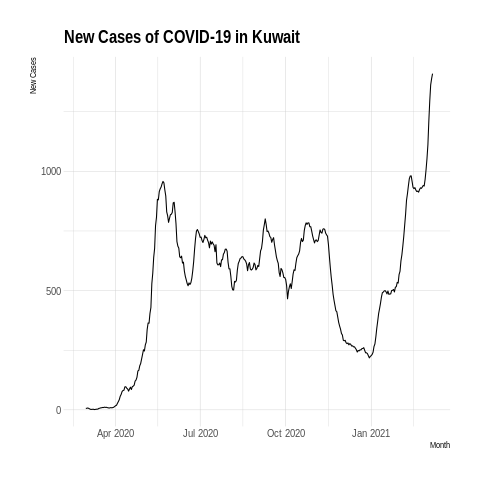 New Cases of COVID-19 in Kuwait
New Cases
1000
500
0
Apr 2020
Jul 2020
Oct 2020
Jan 2021
Month